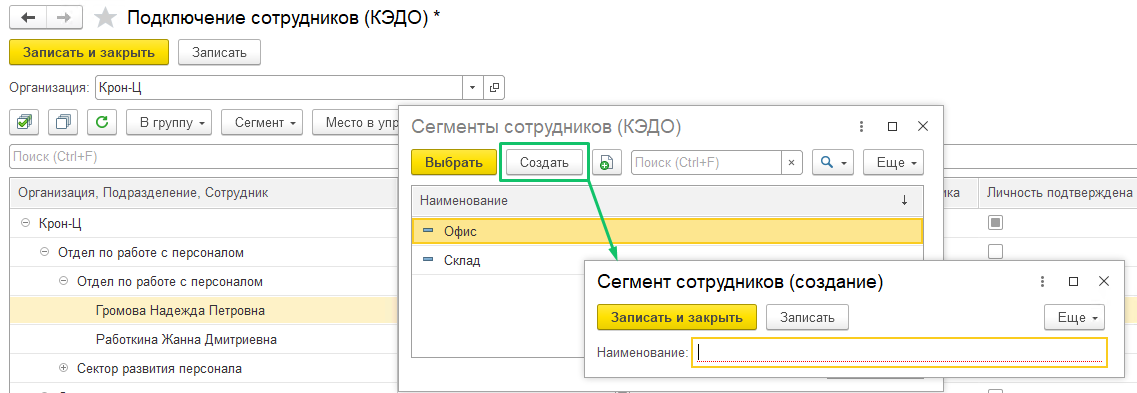 Подключение сотрудников (КЭДО) *
Записать и закрыть
Записать
Организация: Крон-Ц
В группу
Сегмент
Место в упр
Поиск (Ctrl+F)
Организация, Подразделение, Сотрудник
Личность подтверждена
Крон-Ц
Отдел по работе с персоналом
Отдел по работе с персоналом
Громова Надежда Петровна
Работкина Жанна Дмитриевна
Сектор развития персонала
Сегменты сотрудников (КЭДО)
Выбрать
Создать
Поиск (Ctrl+F)
Еще
Наименование
Офис
Склад
Сегмент сотрудников (создание)
Записать и закрыть
Записать
Еще
Наименование: